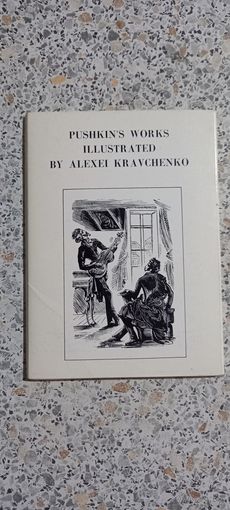 PUSHKIN'S WORKS
ILLUSTRATED
BY ALEXEI KRAVCHENKO